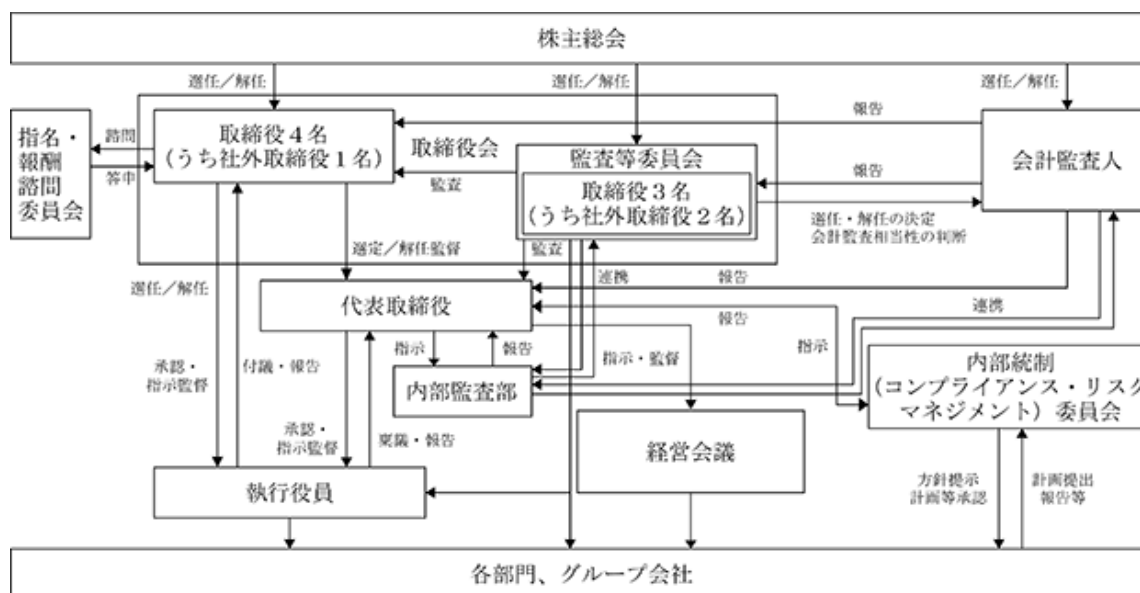 株主総会
選任／解任
選任／解任
選任／解任
指名・
報酬
諮問
委員会
諮問
答申
取締役４名
（うち社外取締役１名）
取締役会
監査
監査等委員会
取締役３名
（うち社外取締役２名）
報告
報告
会計監査人
選任・解任の決定
会計監査相当性の判断
選定／解任監督
監査
選任／解任
連携
報告
代表取締役
報告
連携
指示
指示
報告
指示・監督
承認・
指示監督
付議・報告
内部監査部
内部統制
（コンプライアンス・リスク
マネジメント）委員会
承認・
指示監督
稟議・報告
経営会議
執行役員
方針提示
計画等承認
計画提出
報告等
各部門、グループ会社